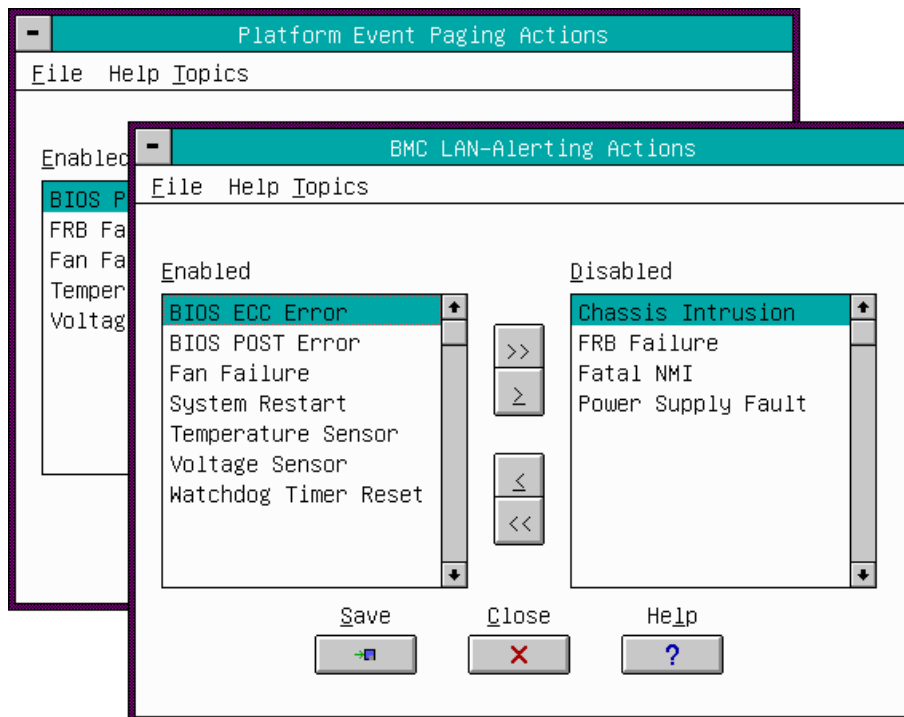 Platform Event Paging Actions
File Help Topics
Enabled
BIOS P
FRB Fa
Fan Fa
Temper
Voltag
BMC LAN-Alerting Actions
File Help Topics
Enabled
BIOS ECC Error
BIOS POST Error
Fan Failure
System Restart
Temperature Sensor
Voltage Sensor
Watchdog Timer Reset
>>
>
<
<<
Disabled
Chassis Intrusion
FRB Failure
Fatal NMI
Power Supply Fault
Save Close Help
?